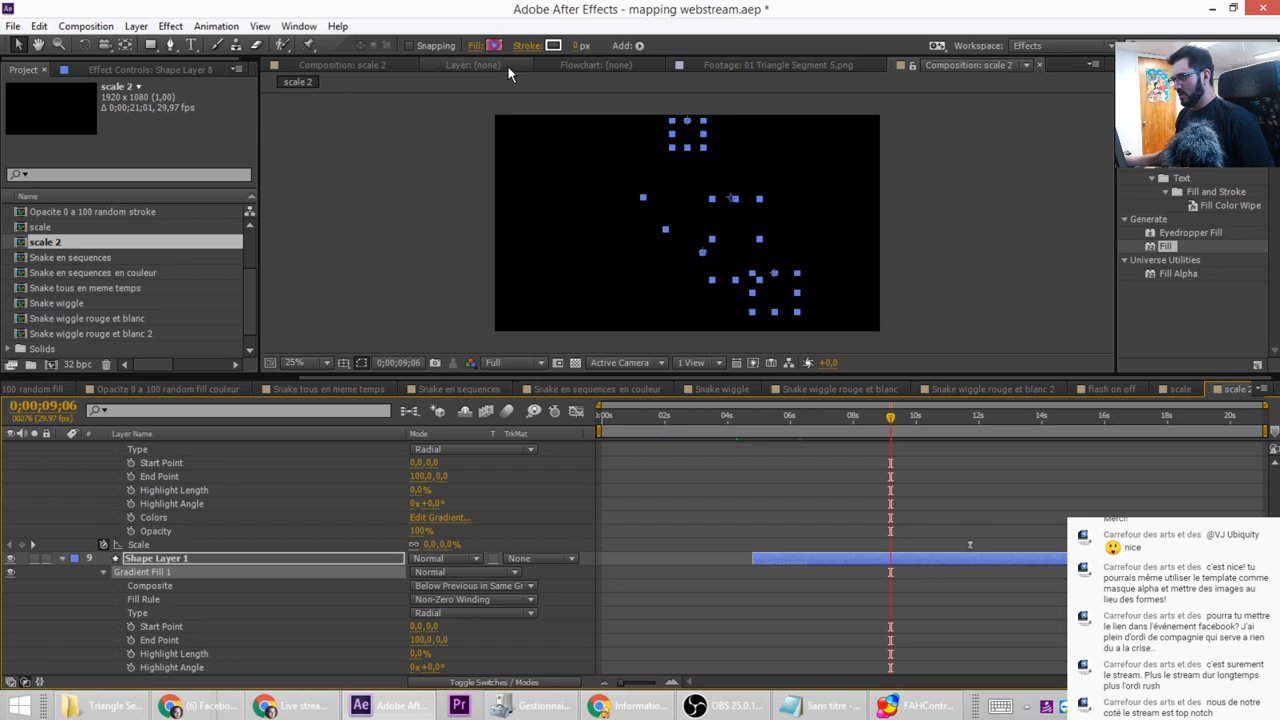 Adobe After Effects - mapping webstream.aep *
File Edit Composition Layer Effect Animation View Window Help
Snapping Fill: Stroke: 0 px Add: Workspace: Effects
Project Effect Controls: Shape Layer 8 Composition: scale 2 Layer: (none) Flowchart: (none) Footage: 01 Triangle Segment 5.png Composition: scale 2
scale 2
scale 2
1920 x 1080 (1,00)
Δ 0;00;21;01, 29,97 fps
Name
Opacite 0 a 100 random stroke
scale
scale 2
Snake en sequences
Snake en sequences en couleur
Snake tous en meme temps
Snake wiggle
Snake wiggle rouge et blanc
Snake wiggle rouge et blanc 2
Solids
32 bpc
25% 0;00;09;06 Full Active Camera 1 View +0,0
Text
Fill and Stroke
Fill Color Wipe
Generate
Eyedropper Fill
Fill
Universe Utilities
Fill Alpha
100 random fill Opacite 0 a 100 random fill couleur Snake tous en meme temps Snake en sequences Snake en sequences en couleur Snake wiggle Snake wiggle rouge et blanc Snake wiggle rouge et blanc 2 flash on off scale scale 2
0;00;09;06
00276 (29.97 fps)
:00s 02s 04s 06s 08s 10s 12s 14s 16s 18s 20s
# Layer Name Mode T TrkMat
Type Radial
Start Point 0,0,0,0
End Point 100,0,0,0
Highlight Length 0,0%
Highlight Angle 0x+0,0°
Colors Edit Gradient...
Opacity 100%
Scale 0,0,0,0%
9 Shape Layer 1 Normal None
Gradient Fill 1 Normal
Composite Below Previous in Same Gr
Fill Rule Non-Zero Winding
Type Radial
Start Point 0,0,0,0
End Point 100,0,0,0
Highlight Length 0,0%
Highlight Angle 0x+0,0°
Toggle Switches / Modes
Merci!
Carrefour des arts et des @VJ Ubiquity
nice
Carrefour des arts et des c'est nice! tu
pourrais même utiliser le template comme
masque alpha et mettre des images au
lieu des formes!
Carrefour des arts et des pourra tu mettre
le lien dans l'événement facebook? J'ai
plein d'ordi de compagnie qui serve a rien
du a la crise..
Carrefour des arts et des c'est surement
le stream. Plus le stream dur longtemps
plus l'ordi rush
Carrefour des arts et des nous de notre
coté le stream est top notch
Triangle Se... Facebo... Live stream... Ae Adobe Afte... Pr Gestionnai... Informatio... OBS 25.0.1... Sans titre -... FAHContr...